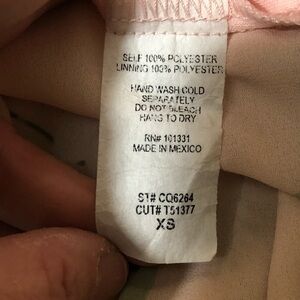 SELF 100% POLYESTER
LINNING 100% POLYESTER
HAND WASH COLD
SEPARATELY
DO NOT BLEACH
HANG TO DRY
RN# 101331
MADE IN MEXICO
ST# CQ6264
CUT# T51377
XS